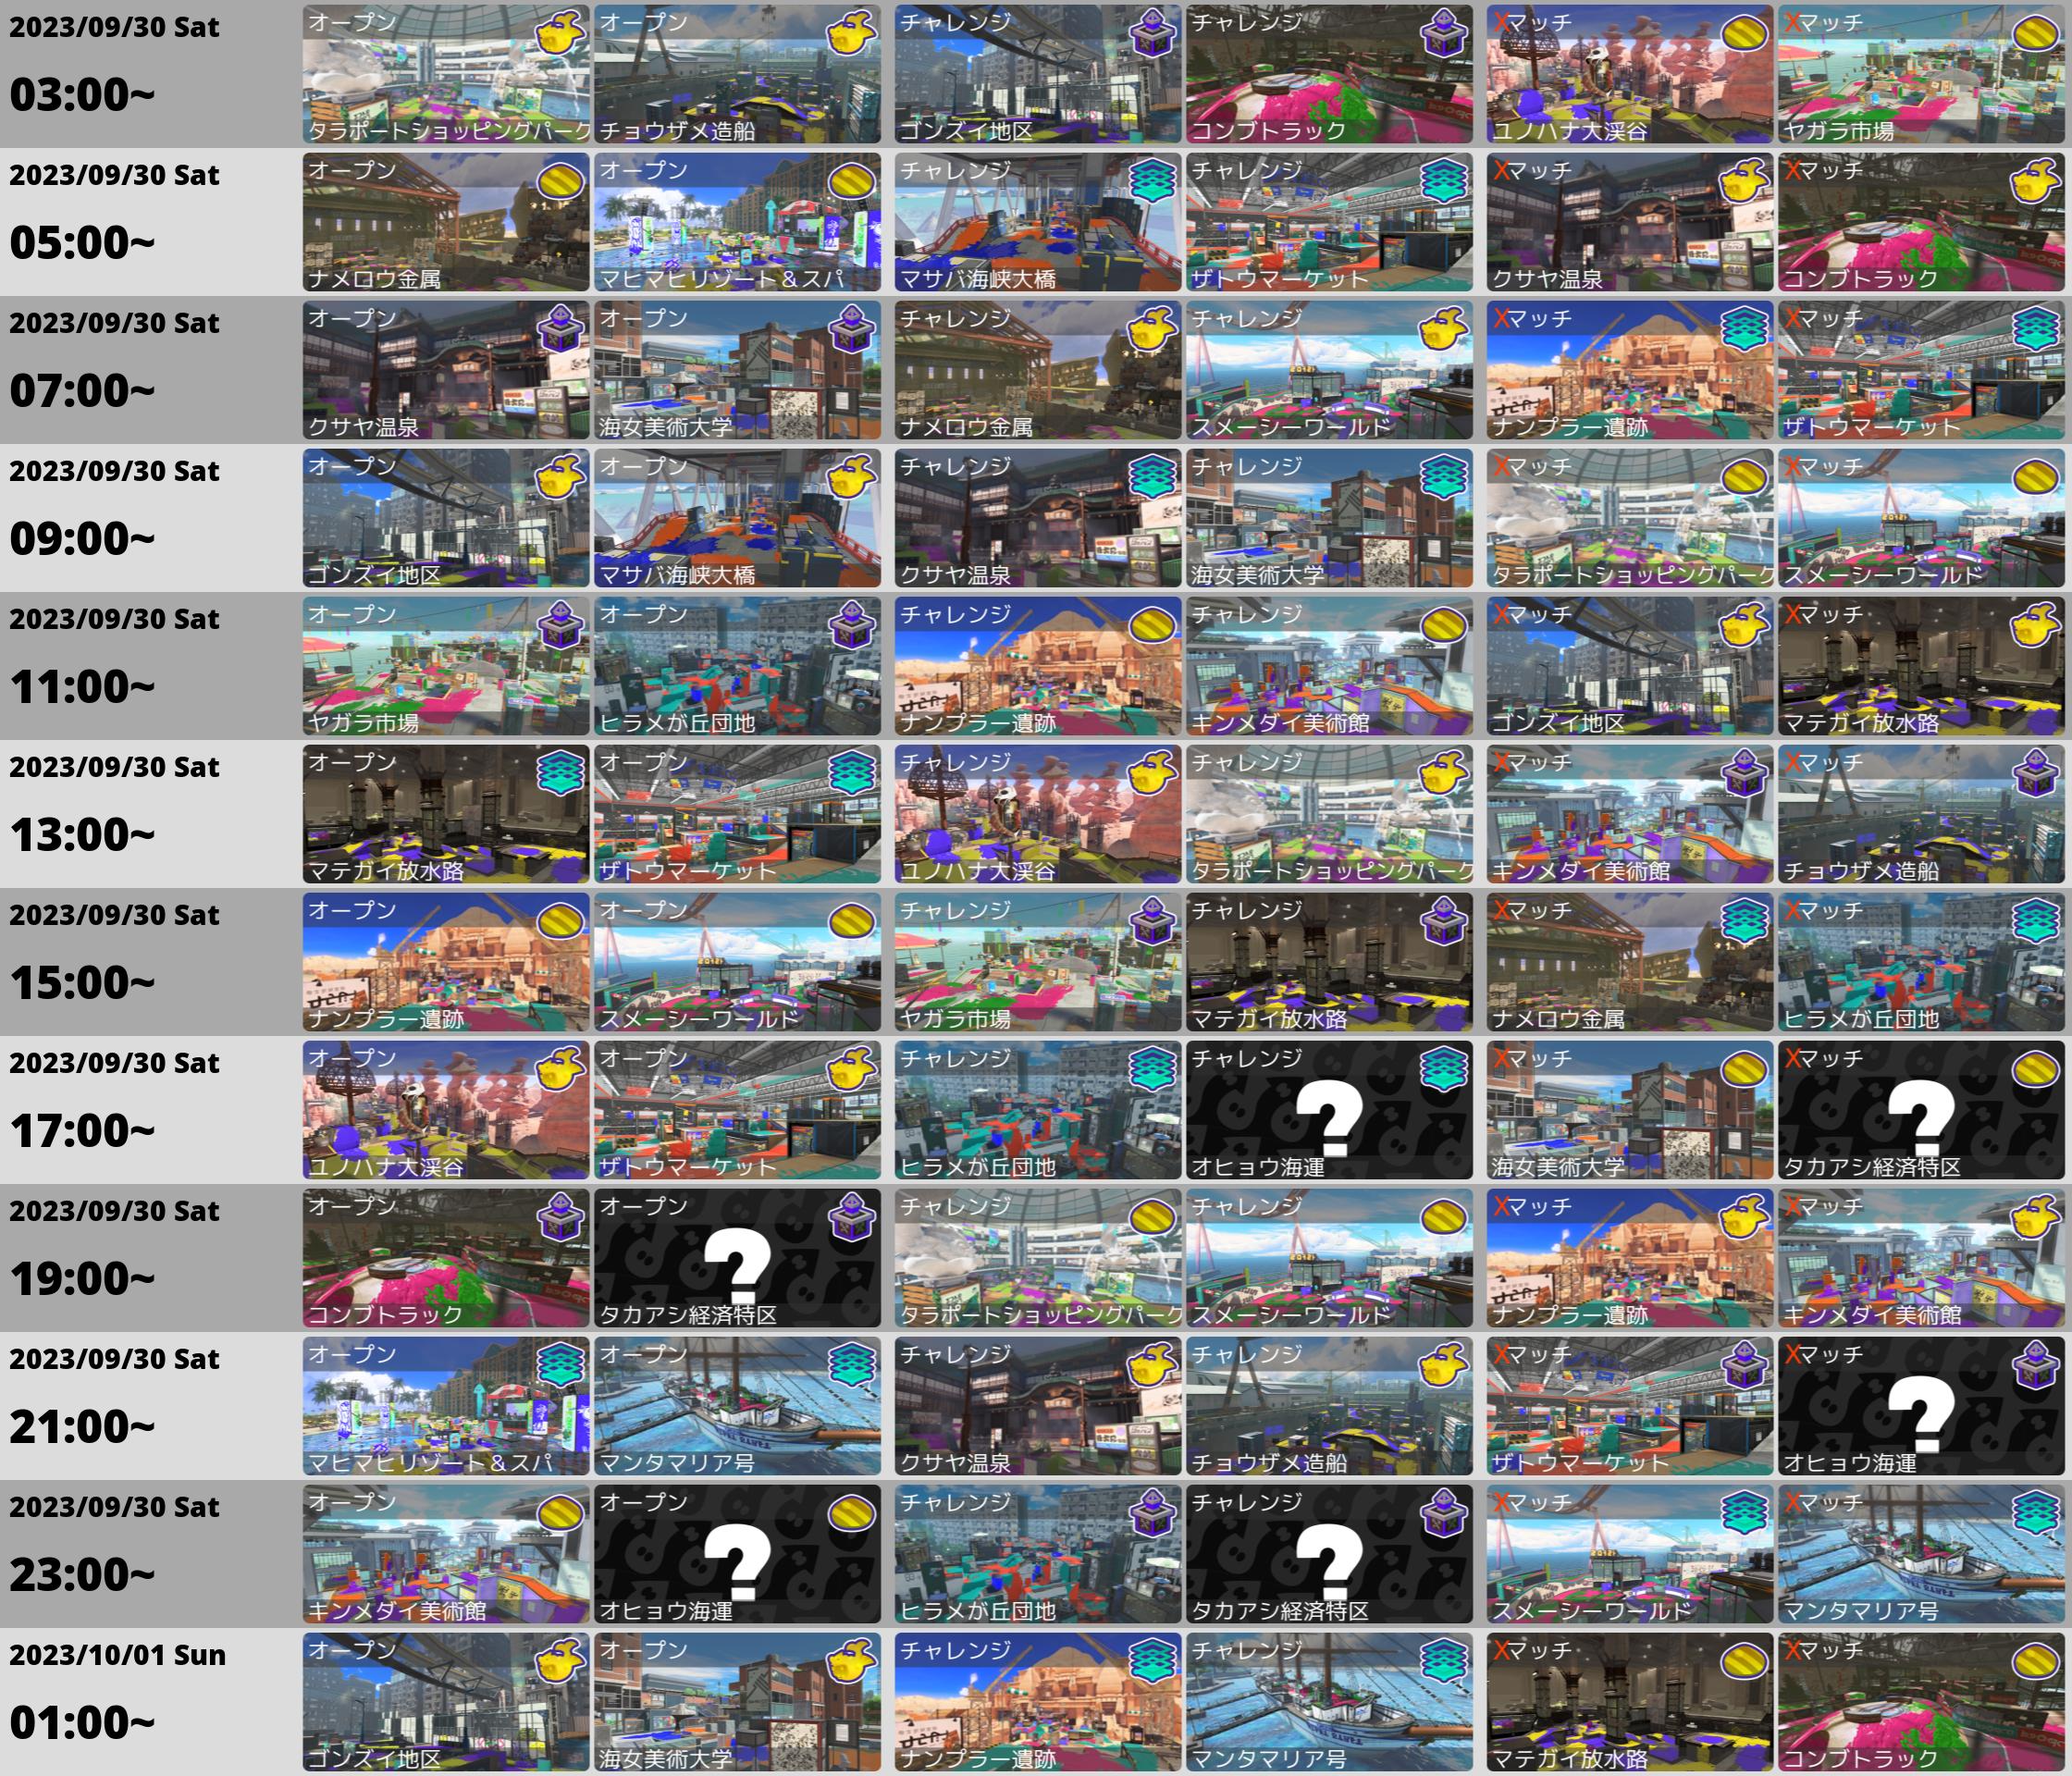 2023/09/30 Sat
03:00~
オープン
タラポートショッピングパーク
オープン
チョウザメ造船
チャレンジ
ゴンズイ地区
チャレンジ
コンブトラック
Xマッチ
ユノハナ大渓谷
Xマッチ
ヤガラ市場
2023/09/30 Sat
05:00~
オープン
ナメロウ金属
オープン
マヒマヒリゾート＆スパ
チャレンジ
マサバ海峡大橋
チャレンジ
ザトウマーケット
Xマッチ
クサヤ温泉
Xマッチ
コンブトラック
2023/09/30 Sat
07:00~
オープン
クサヤ温泉
オープン
海女美術大学
チャレンジ
ナメロウ金属
チャレンジ
スメーシーワールド
Xマッチ
ナンプラー遺跡
Xマッチ
ザトウマーケット
2023/09/30 Sat
09:00~
オープン
ゴンズイ地区
オープン
マサバ海峡大橋
チャレンジ
クサヤ温泉
チャレンジ
海女美術大学
Xマッチ
タラポートショッピングパーク
Xマッチ
スメーシーワールド
2023/09/30 Sat
11:00~
オープン
ヤガラ市場
オープン
ヒラメが丘団地
チャレンジ
ナンプラー遺跡
チャレンジ
キンメダイ美術館
Xマッチ
ゴンズイ地区
Xマッチ
マテガイ放水路
2023/09/30 Sat
13:00~
オープン
マテガイ放水路
オープン
ザトウマーケット
チャレンジ
ユノハナ大渓谷
チャレンジ
タラポートショッピングパーク
Xマッチ
キンメダイ美術館
Xマッチ
チョウザメ造船
2023/09/30 Sat
15:00~
オープン
ナンプラー遺跡
オープン
スメーシーワールド
チャレンジ
ヤガラ市場
チャレンジ
マテガイ放水路
Xマッチ
ナメロウ金属
Xマッチ
ヒラメが丘団地
2023/09/30 Sat
17:00~
オープン
ユノハナ大渓谷
オープン
ザトウマーケット
チャレンジ
ヒラメが丘団地
チャレンジ
?
オヒョウ海運
Xマッチ
海女美術大学
Xマッチ
?
タカアシ経済特区
2023/09/30 Sat
19:00~
オープン
コンブトラック
オープン
?
タカアシ経済特区
チャレンジ
タラポートショッピングパーク
チャレンジ
スメーシーワールド
Xマッチ
ナンプラー遺跡
Xマッチ
キンメダイ美術館
2023/09/30 Sat
21:00~
オープン
マヒマヒリゾート＆スパ
オープン
マンタマリア号
チャレンジ
クサヤ温泉
チャレンジ
チョウザメ造船
Xマッチ
ザトウマーケット
Xマッチ
?
オヒョウ海運
2023/09/30 Sat
23:00~
オープン
キンメダイ美術館
オープン
?
オヒョウ海運
チャレンジ
ヒラメが丘団地
チャレンジ
?
タカアシ経済特区
Xマッチ
スメーシーワールド
Xマッチ
マンタマリア号
2023/10/01 Sun
01:00~
オープン
ゴンズイ地区
オープン
海女美術大学
チャレンジ
ナンプラー遺跡
チャレンジ
マンタマリア号
Xマッチ
マテガイ放水路
Xマッチ
コンブトラック